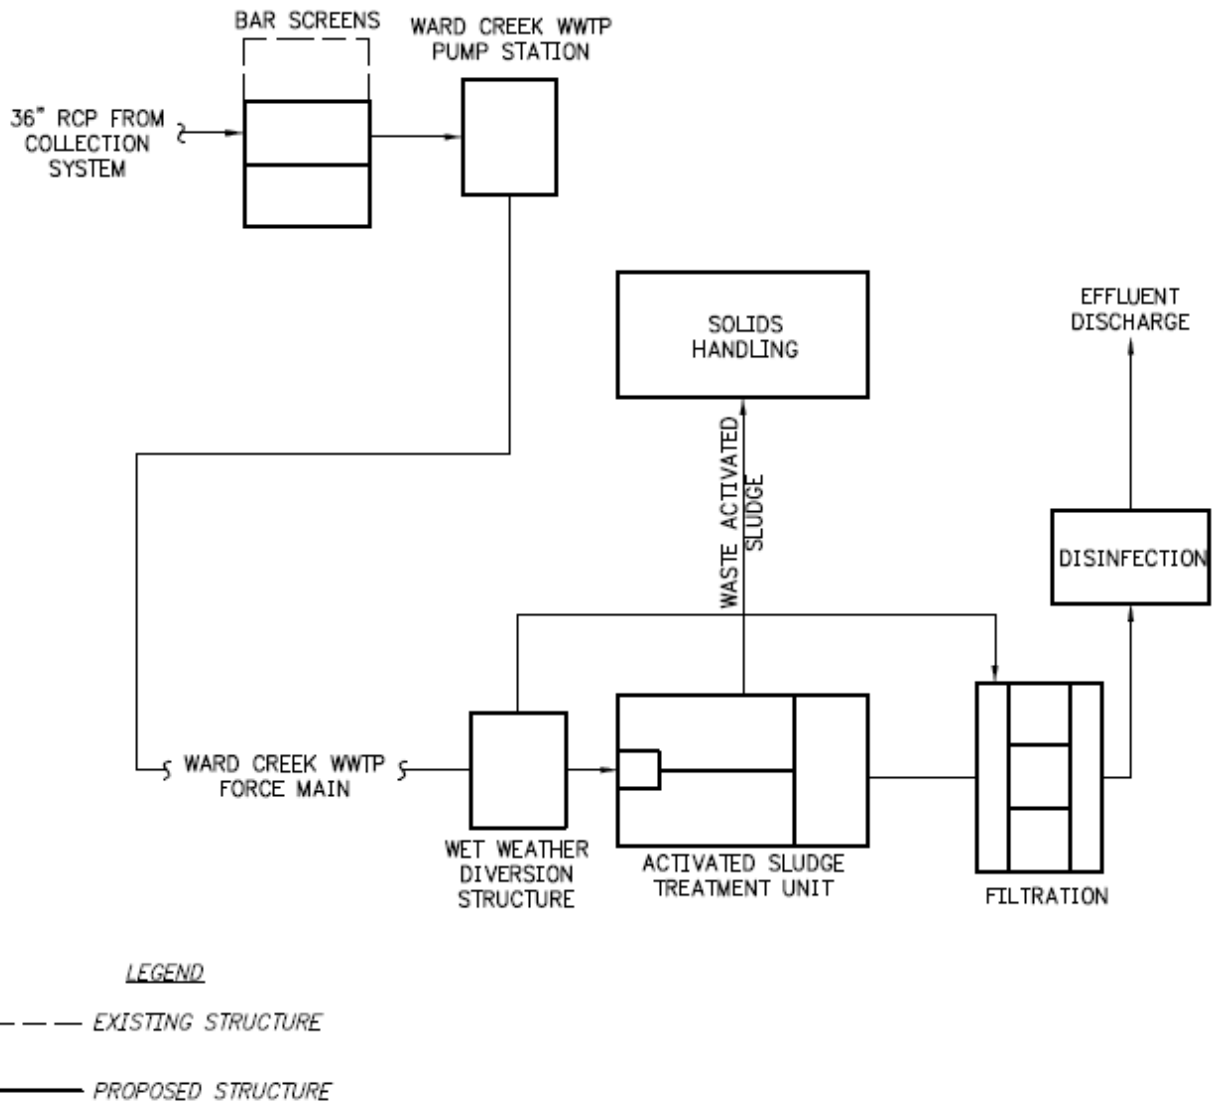 BAR SCREENS
WARD CREEK WWTP
PUMP STATION
36" RCP FROM
COLLECTION
SYSTEM
SOLIDS
HANDLING
EFFLUENT
DISCHARGE
WASTE ACTIVATED
SLUDGE
DISINFECTION
WARD CREEK WWTP
FORCE MAIN
WET WEATHER
DIVERSION
STRUCTURE
ACTIVATED SLUDGE
TREATMENT UNIT
FILTRATION
LEGEND
EXISTING STRUCTURE
PROPOSED STRUCTURE